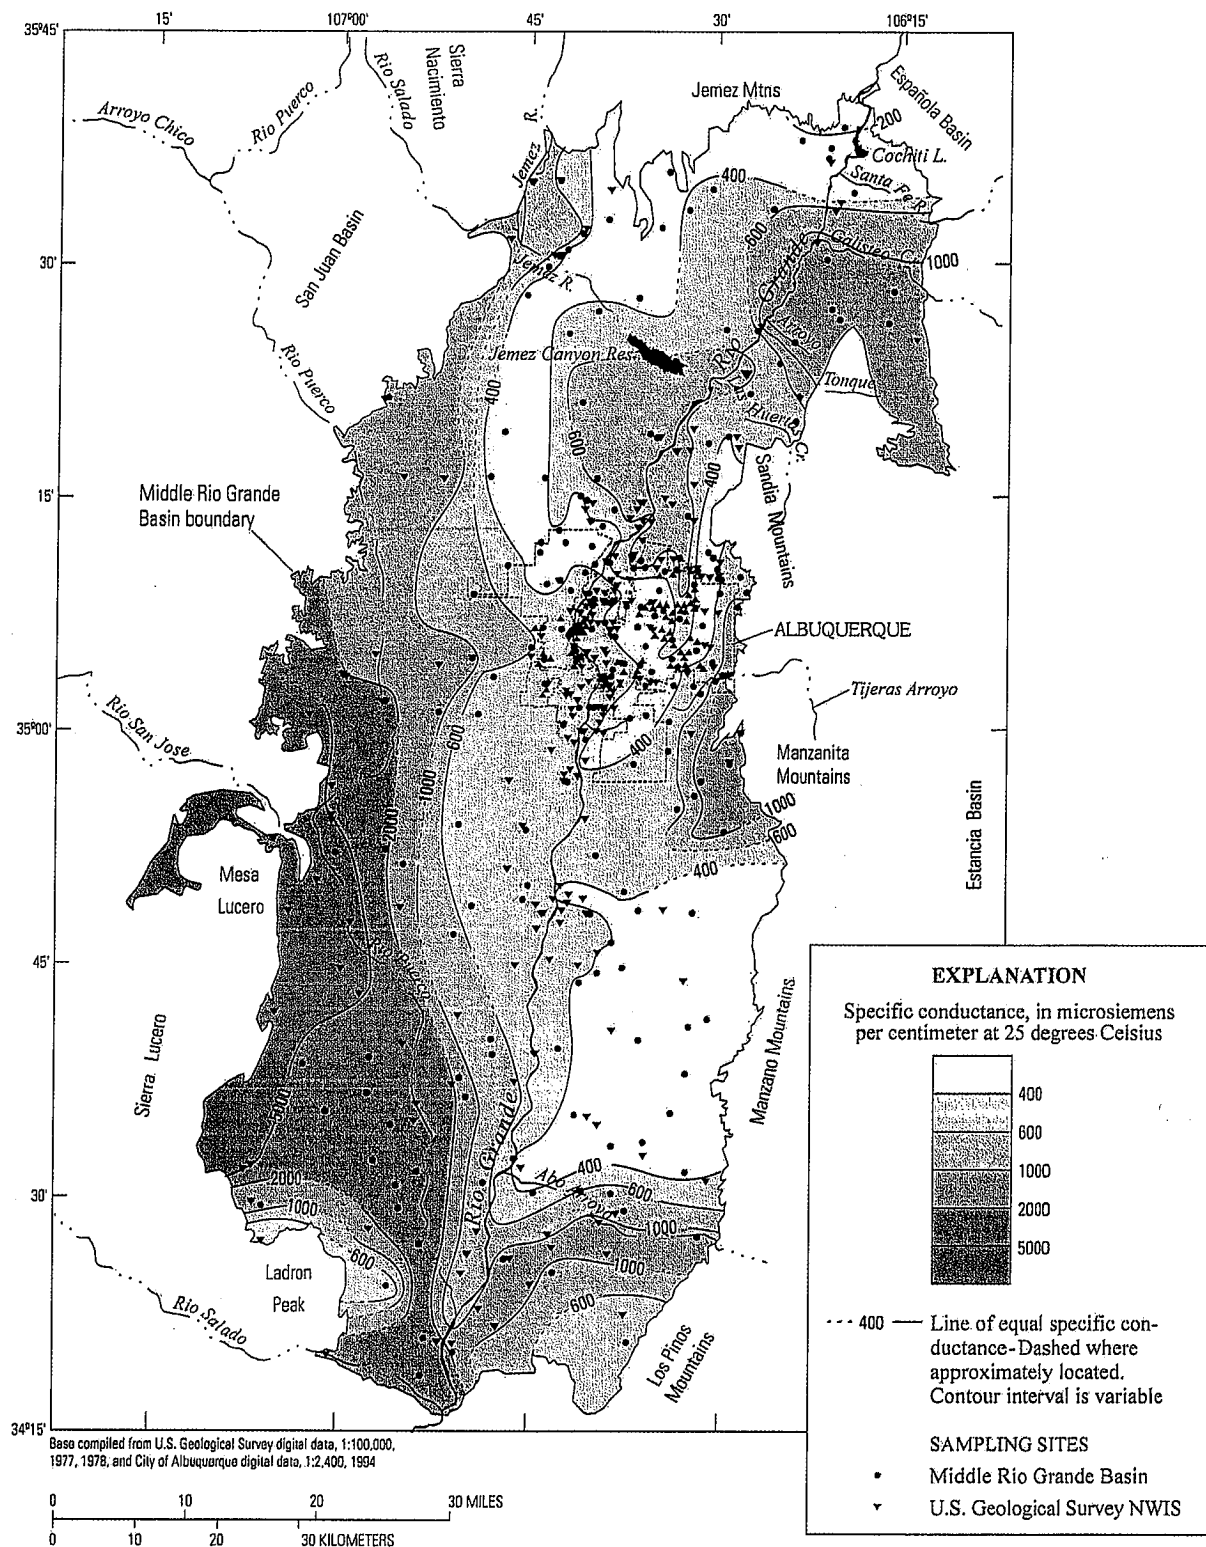 15'
107°00'
45'
30'
106°15'
35°45'
Sierra
Nacimiento
Rio Salado
Rio Puerco
Arroyo Chico
Jemez R.
Jemez Mtns
Española Basin
200
Cochiti L.
Santa Fe R.
400
600
Galisteo C.
1000
San Juan Basin
30'
Jemez R.
Rio Grande
Arroyo
Tonque
Jemez Canyon Res.
Rio Puerco
400
600
Las Huertas Cr.
400
15'
Middle Rio Grande
Basin boundary
Sandia Mountains
ALBUQUERQUE
Tijeras Arroyo
Rio San Jose
35°00'
600
1000
2000
400
Manzanita
Mountains
1000
600
400
Estancia Basin
Mesa
Lucero
Rio Puerco
45'
Sierra Lucero
Manzano Mountains
5000
Rio Grande
Abo Arroyo
400
600
1000
1000
600
30'
2000
1000
600
Ladron
Peak
Rio Salado
Los Pinos
Mountains
34°15'
EXPLANATION
Specific conductance, in microsiemens
per centimeter at 25 degrees Celsius
400
600
1000
2000
5000
400
Line of equal specific con-
ductance-Dashed where
approximately located.
Contour interval is variable
SAMPLING SITES
Middle Rio Grande Basin
U.S. Geological Survey NWIS
Base compiled from U.S. Geological Survey digital data, 1:100,000,
1977, 1978, and City of Albuquerque digital data, 1:2,400, 1994
0 10 20 30 MILES
0 10 20 30 KILOMETERS